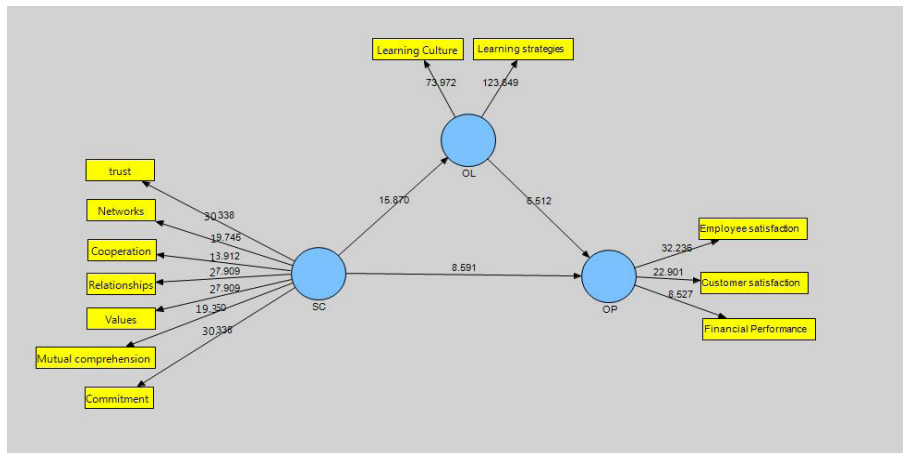 Learning Culture
Learning strategies
73.972
123.649
OL
trust
Networks
Cooperation
Relationships
Values
Mutual comprehension
Commitment
30.338
19.746
13.912
27.909
27.909
19.350
30.338
SC
15.870
6.512
8.591
OP
Employee satisfaction
32.236
22.901
Customer satisfaction
8.527
Financial Performance